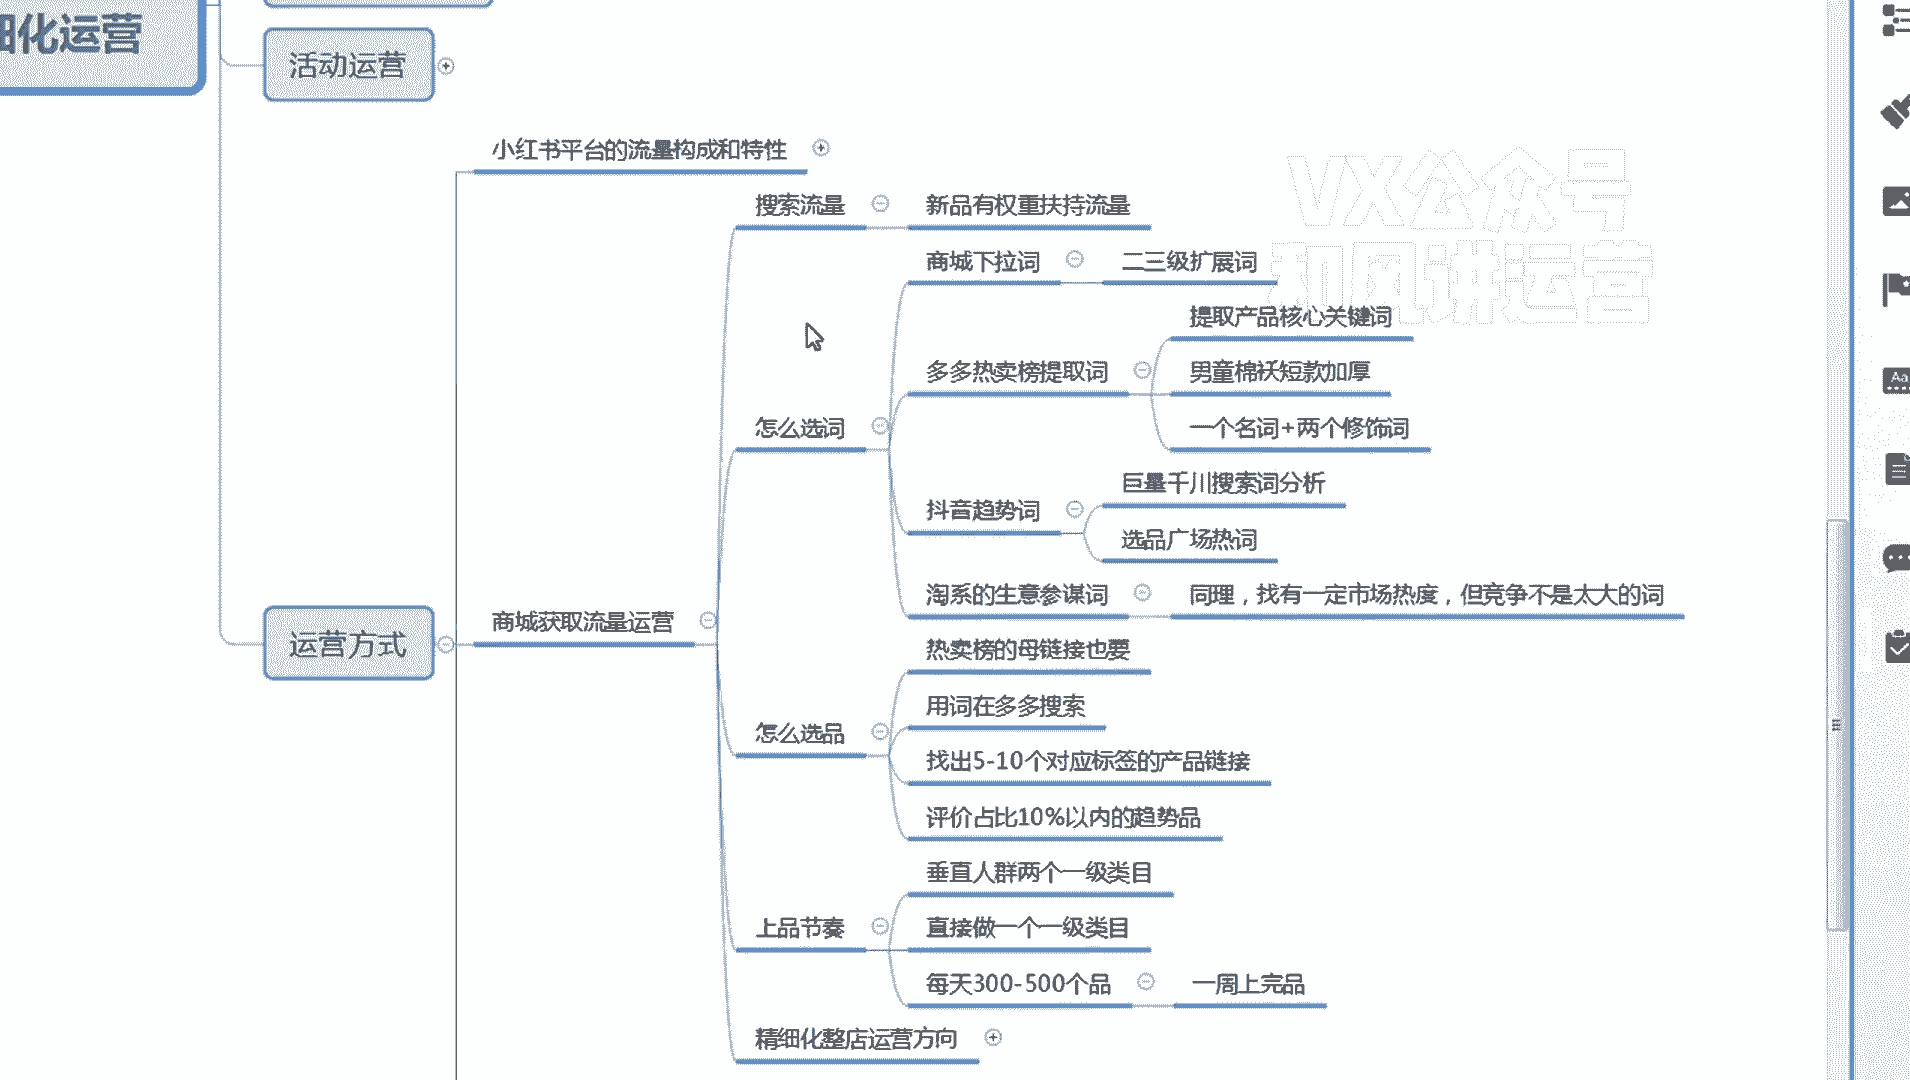 细化运营
活动运营
小红书平台的流量构成和特性
搜索流量
新品有权重扶持流量
VX公众号
和风讲运营
商城下拉词
二三级扩展词
提取产品核心关键词
多多热卖榜提取词
男童棉袄短款加厚
怎么选词
一个名词+两个修饰词
巨量千川搜索词分析
抖音趋势词
选品广场热词
淘系的生意参谋词
同理，找有一定市场热度，但竞争不是太大的词
商城获取流量运营
运营方式
热卖榜的母链接也要
用词在多多搜索
怎么选品
找出5-10个对应标签的产品链接
评价占比10%以内的趋势品
垂直人群两个一级类目
上品节奏
直接做一个一级类目
每天300-500个品
一周上完品
精细化整店运营方向
Aa